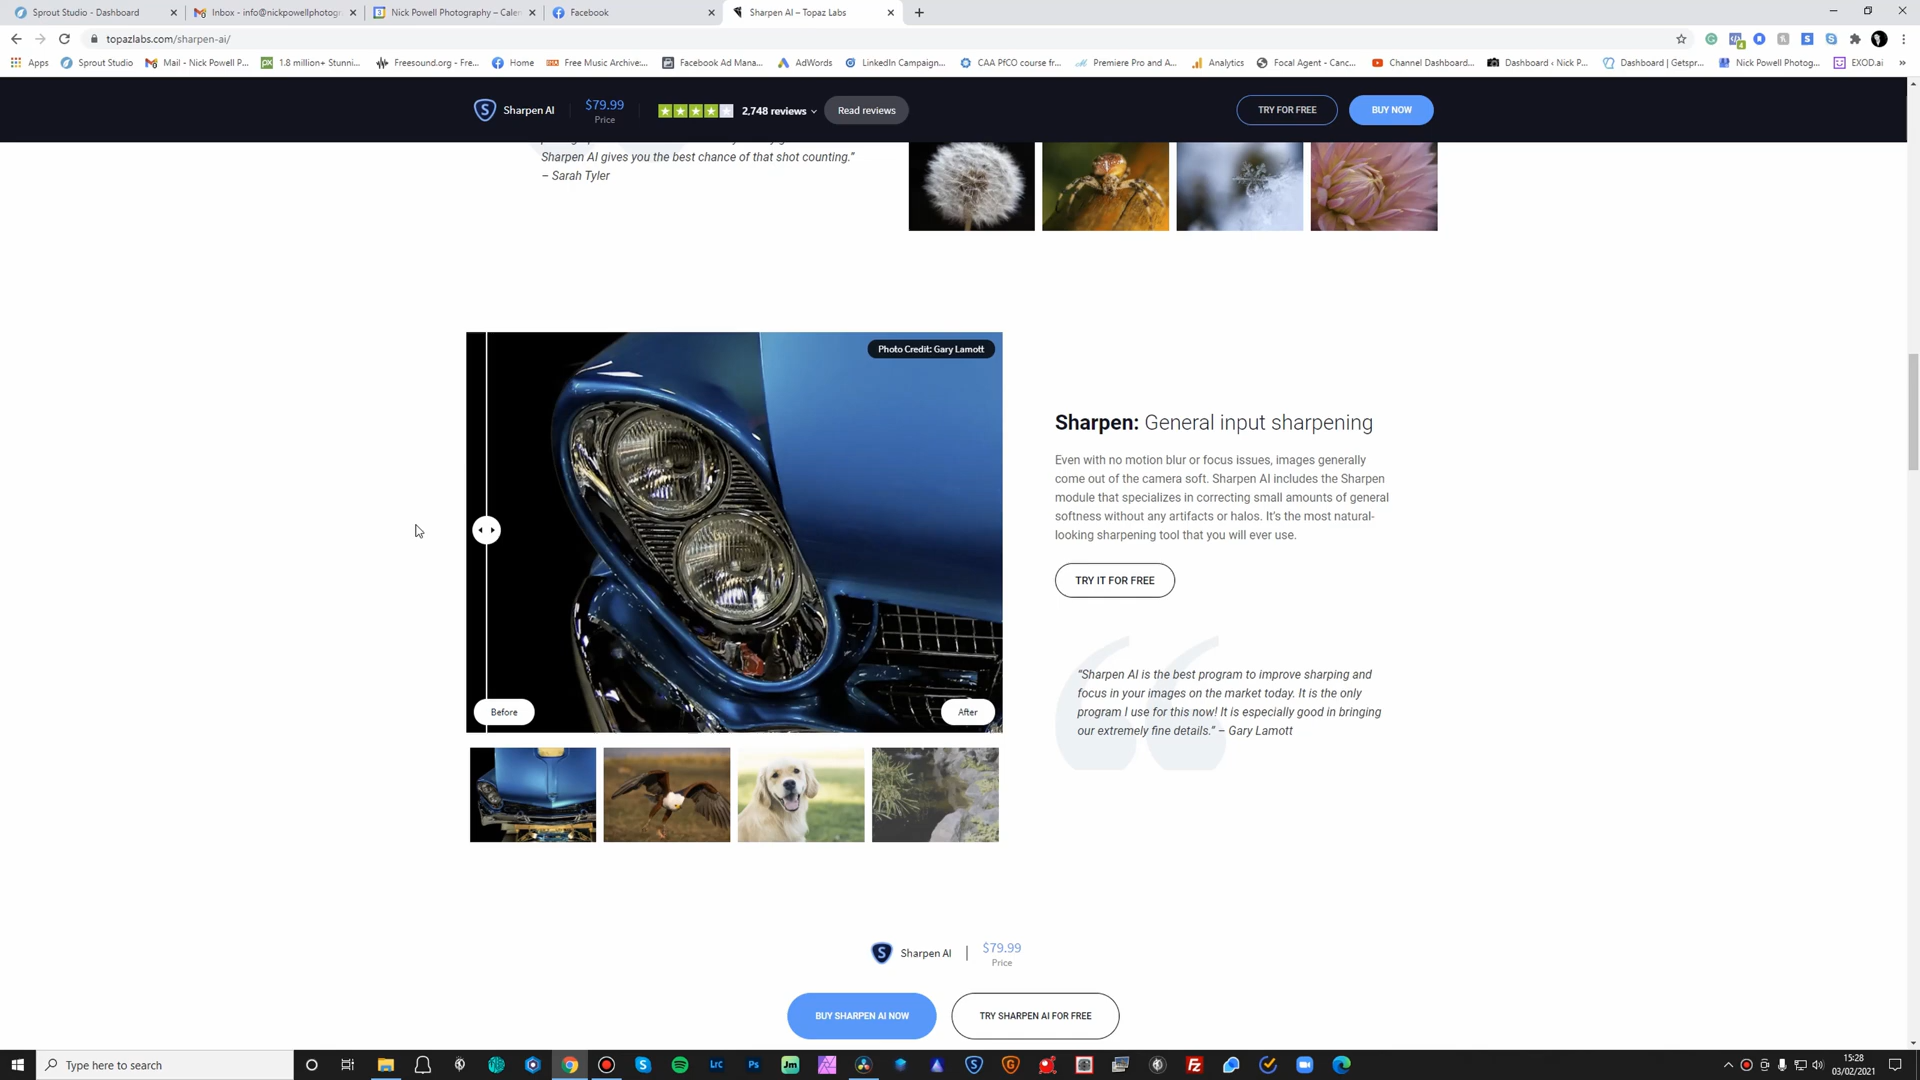 Sprout Studio - Dashboard
Inbox - info@nickpowellphotogr
Nick Powell Photography – Calen
Facebook
Sharpen AI – Topaz Labs
topazlabs.com/sharpen-ai/
Apps
Sprout Studio
Mail - Nick Powell P...
1.8 million+ Stunni...
Freesound.org - Fre...
Home
Free Music Archive:...
Facebook Ad Mana...
AdWords
LinkedIn Campaign...
CAA PfCO course fr...
Premiere Pro and A...
Analytics
Focal Agent - Canc...
Channel Dashboard...
Dashboard ‹ Nick P...
Dashboard | Getspr...
Nick Powell Photog...
EXOD.ai
Sharpen AI
$79.99
Price
2,748 reviews
Read reviews
TRY FOR FREE
BUY NOW
Sharpen AI gives you the best chance of that shot counting.”
– Sarah Tyler
Photo Credit: Gary Lamott
Before
After
Sharpen: General input sharpening
Even with no motion blur or focus issues, images generally
come out of the camera soft. Sharpen AI includes the Sharpen
module that specializes in correcting small amounts of general
softness without any artifacts or halos. It’s the most natural-
looking sharpening tool that you will ever use.
TRY IT FOR FREE
“Sharpen AI is the best program to improve sharping and
focus in your images on the market today. It is the only
program I use for this now! It is especially good in bringing
our extremely fine details.” – Gary Lamott
Sharpen AI
$79.99
Price
BUY SHARPEN AI NOW
TRY SHARPEN AI FOR FREE
Type here to search
Lrc
Ps
Jm
15:28
03/02/2021